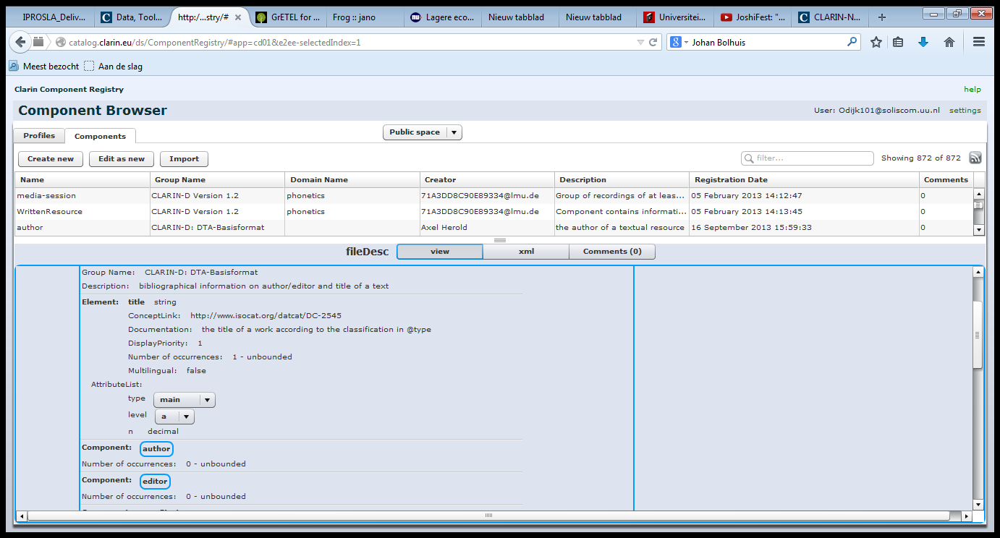 IPROSLA_Deliv... Data, Tool... http:/...stry/# GrETEL for ... Frog :: jano Lagere eco... Nieuw tabblad Nieuw tabblad Universitei... JoshiFest: "... CLARIN-N...
catalog.clarin.eu/ds/ComponentRegistry/#app=cd01&e2ee-selectedIndex=1 Johan Bolhuis
Meest bezocht Aan de slag
Clarin Component Registry help
Component Browser User: Odijk101@soliscom.uu.nl settings
Profiles Components Public space
Create new Edit as new Import filter... Showing 872 of 872
Name Group Name Domain Name Creator Description Registration Date Comments
media-session CLARIN-D Version 1.2 phonetics 71A3DD8C90E89334@lmu.de Group of recordings of at leas... 05 February 2013 14:12:47 0
WrittenResource CLARIN-D Version 1.2 phonetics 71A3DD8C90E89334@lmu.de Component contains informati... 05 February 2013 14:13:45 0
author CLARIN-D: DTA-Basisformat Axel Herold the author of a textual resource 16 September 2013 15:59:33 0
fileDesc view xml Comments (0)
Group Name: CLARIN-D: DTA-Basisformat
Description: bibliographical information on author/editor and title of a text
Element: title string
ConceptLink: http://www.isocat.org/datcat/DC-2545
Documentation: the title of a work according to the classification in @type
DisplayPriority: 1
Number of occurrences: 1 - unbounded
Multilingual: false
AttributeList:
type main
level a
n decimal
Component: author
Number of occurrences: 0 - unbounded
Component: editor
Number of occurrences: 0 - unbounded